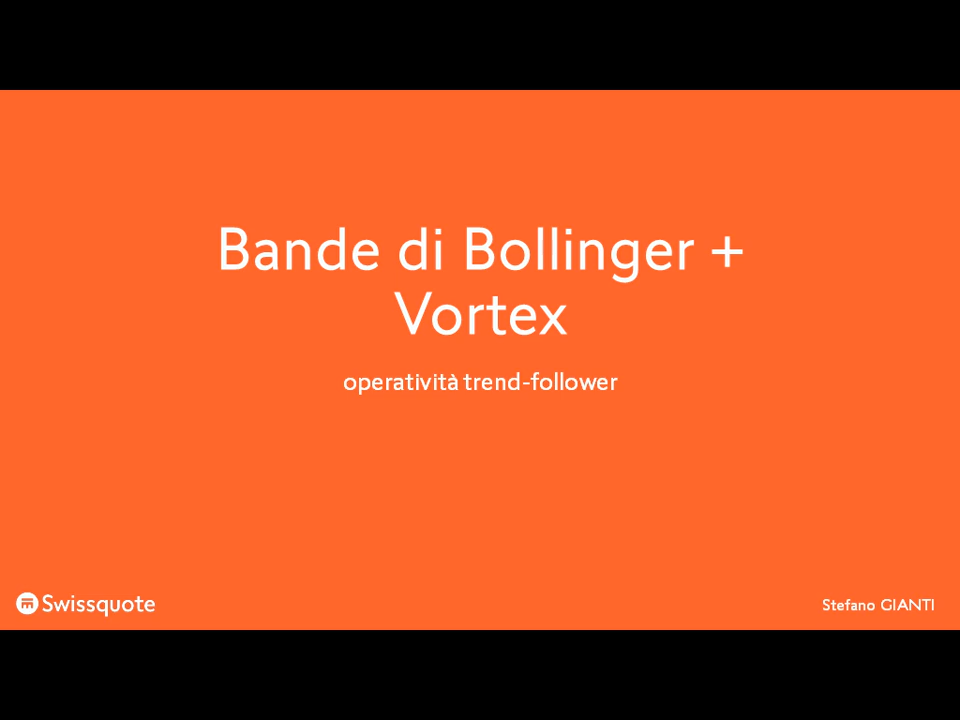 Bande di Bollinger +
Vortex
operatività trend-follower
Swissquote
Stefano GIANTI